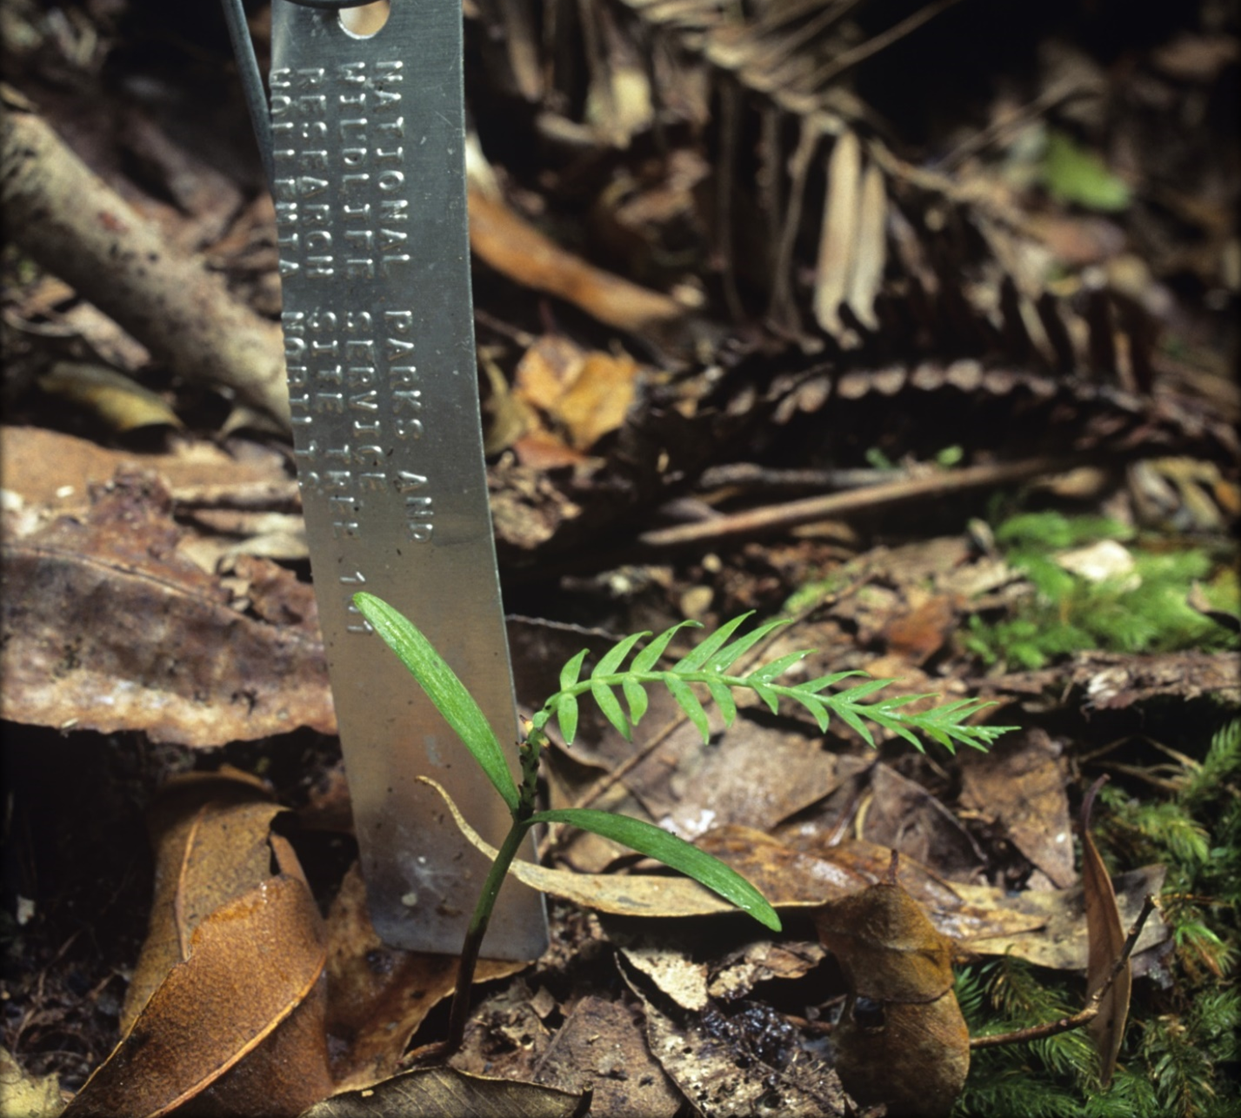 NATIONAL PARKS AND
WILDLIFE SERVICE
RESEARCH SITE TREE
WOLLEMIA NOBILIS